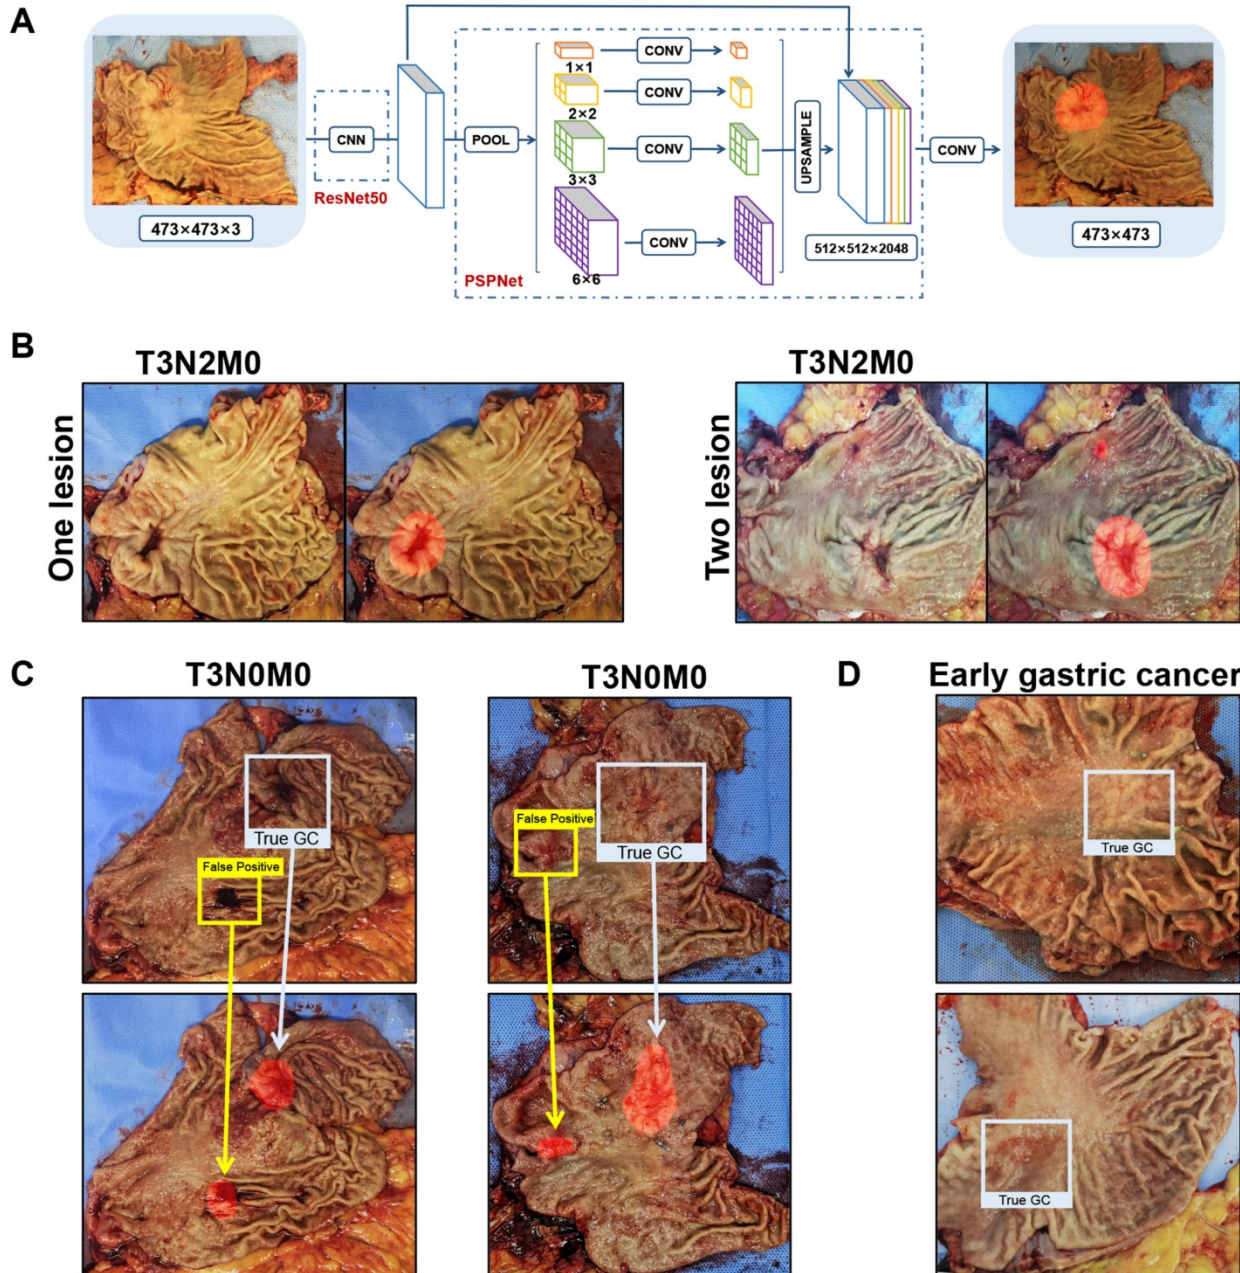 A
473×473×3
CNN
ResNet50
POOL
1×1
CONV
2×2
CONV
3×3
CONV
6×6
CONV
PSPNet
UPSAMPLE
512×512×2048
CONV
473×473
B
T3N2M0
One lesion
T3N2M0
Two lesion
C
T3N0M0
True GC
False Positive
T3N0M0
False Positive
True GC
D
Early gastric cancer
True GC
True GC